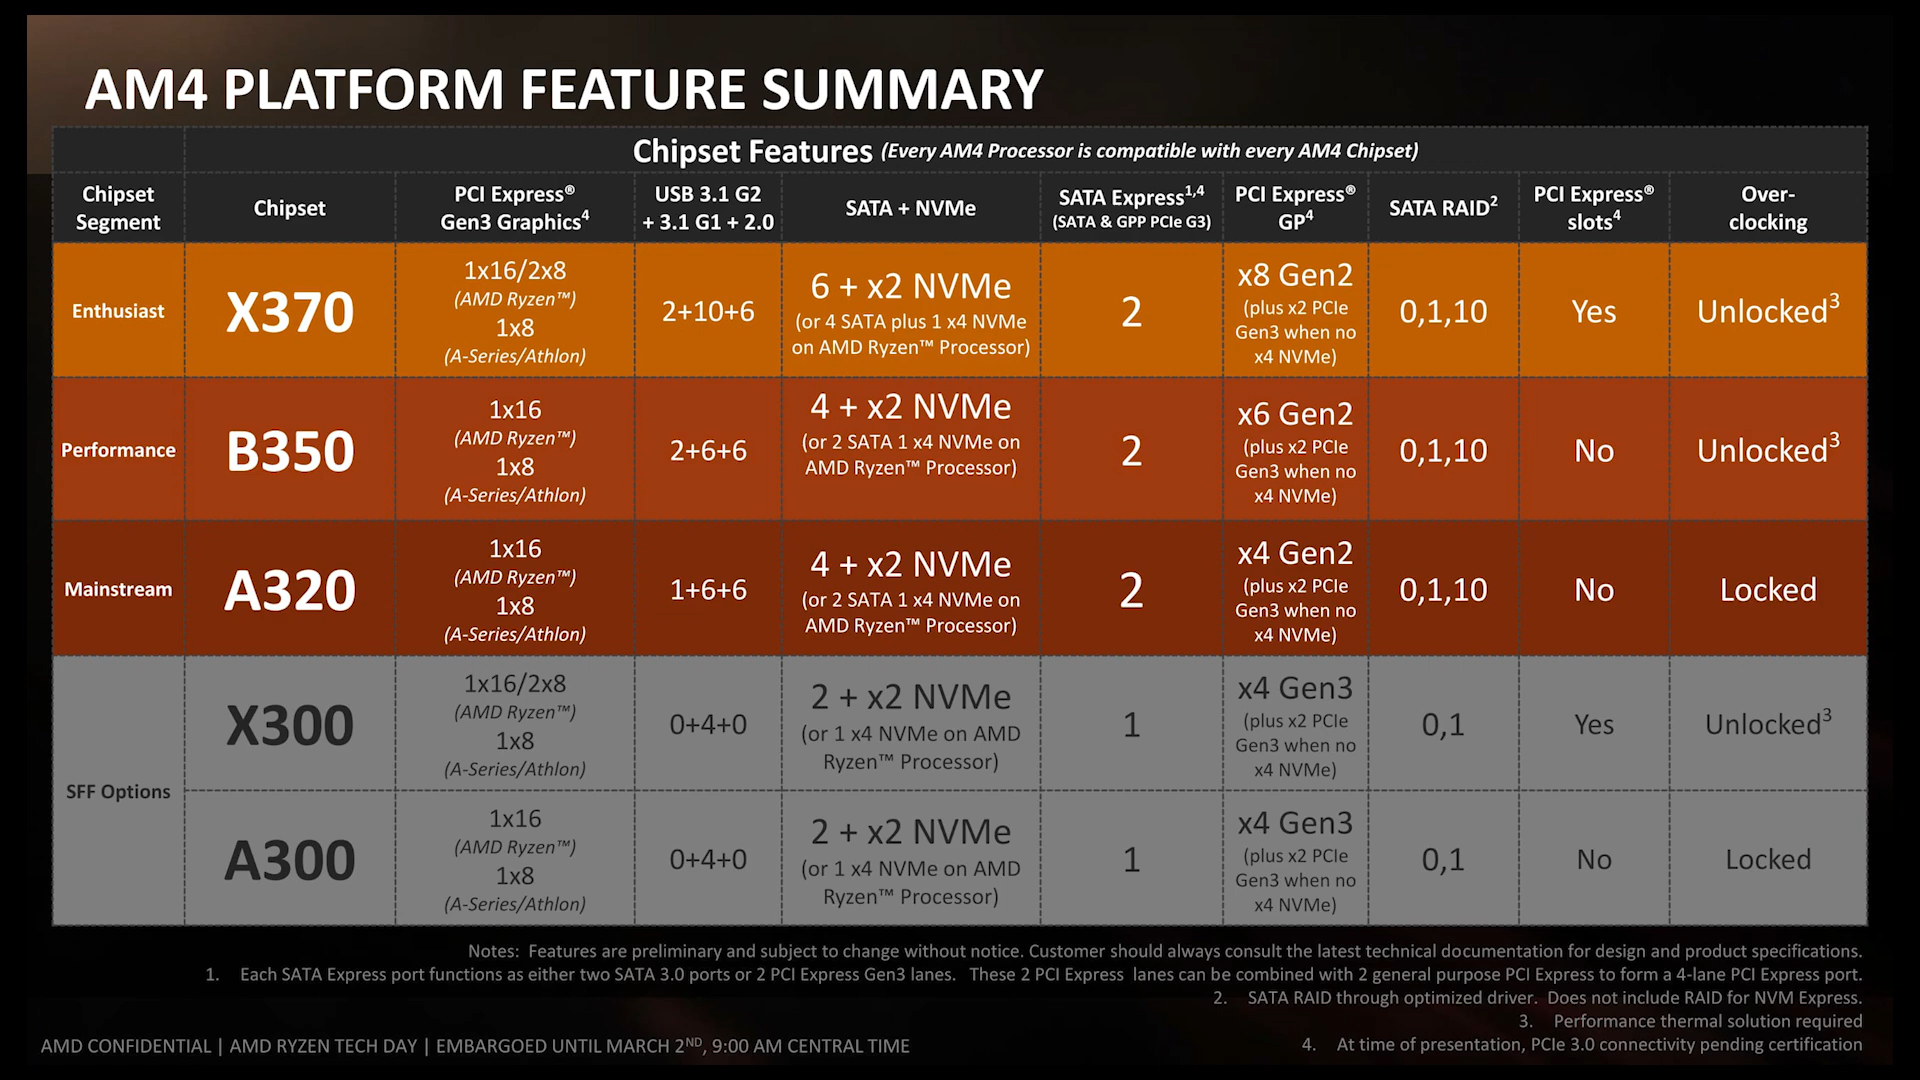 AM4 PLATFORM FEATURE SUMMARY
Chipset Features (Every AM4 Processor is compatible with every AM4 Chipset)
Chipset
Segment
Chipset
PCI Express®
Gen3 Graphics4
USB 3.1 G2
+ 3.1 G1 + 2.0
SATA + NVMe
SATA Express1,4
(SATA & GPP PCIe G3)
PCI Express®
GP4
SATA RAID2
PCI Express®
slots4
Over-
clocking
Enthusiast
X370
1x16/2x8
(AMD Ryzen™)
1x8
(A-Series/Athlon)
2+10+6
6 + x2 NVMe
(or 4 SATA plus 1 x4 NVMe
on AMD Ryzen™ Processor)
2
x8 Gen2
(plus x2 PCIe
Gen3 when no
x4 NVMe)
0,1,10
Yes
Unlocked3
Performance
B350
1x16
(AMD Ryzen™)
1x8
(A-Series/Athlon)
2+6+6
4 + x2 NVMe
(or 2 SATA 1 x4 NVMe on
AMD Ryzen™ Processor)
2
x6 Gen2
(plus x2 PCIe
Gen3 when no
x4 NVMe)
0,1,10
No
Unlocked3
Mainstream
A320
1x16
(AMD Ryzen™)
1x8
(A-Series/Athlon)
1+6+6
4 + x2 NVMe
(or 2 SATA 1 x4 NVMe on
AMD Ryzen™ Processor)
2
x4 Gen2
(plus x2 PCIe
Gen3 when no
x4 NVMe)
0,1,10
No
Locked
SFF Options
X300
1x16/2x8
(AMD Ryzen™)
1x8
(A-Series/Athlon)
0+4+0
2 + x2 NVMe
(or 1 x4 NVMe on AMD
Ryzen™ Processor)
1
x4 Gen3
(plus x2 PCIe
Gen3 when no
x4 NVMe)
0,1
Yes
Unlocked3
A300
1x16
(AMD Ryzen™)
1x8
(A-Series/Athlon)
0+4+0
2 + x2 NVMe
(or 1 x4 NVMe on AMD
Ryzen™ Processor)
1
x4 Gen3
(plus x2 PCIe
Gen3 when no
x4 NVMe)
0,1
No
Locked
Notes: Features are preliminary and subject to change without notice. Customer should always consult the latest technical documentation for design and product specifications.
1. Each SATA Express port functions as either two SATA 3.0 ports or 2 PCI Express Gen3 lanes. These 2 PCI Express lanes can be combined with 2 general purpose PCI Express to form a 4-lane PCI Express port.
2. SATA RAID through optimized driver. Does not include RAID for NVM Express.
3. Performance thermal solution required
4. At time of presentation, PCIe 3.0 connectivity pending certification
AMD CONFIDENTIAL | AMD RYZEN TECH DAY | EMBARGOED UNTIL MARCH 2ND, 9:00 AM CENTRAL TIME